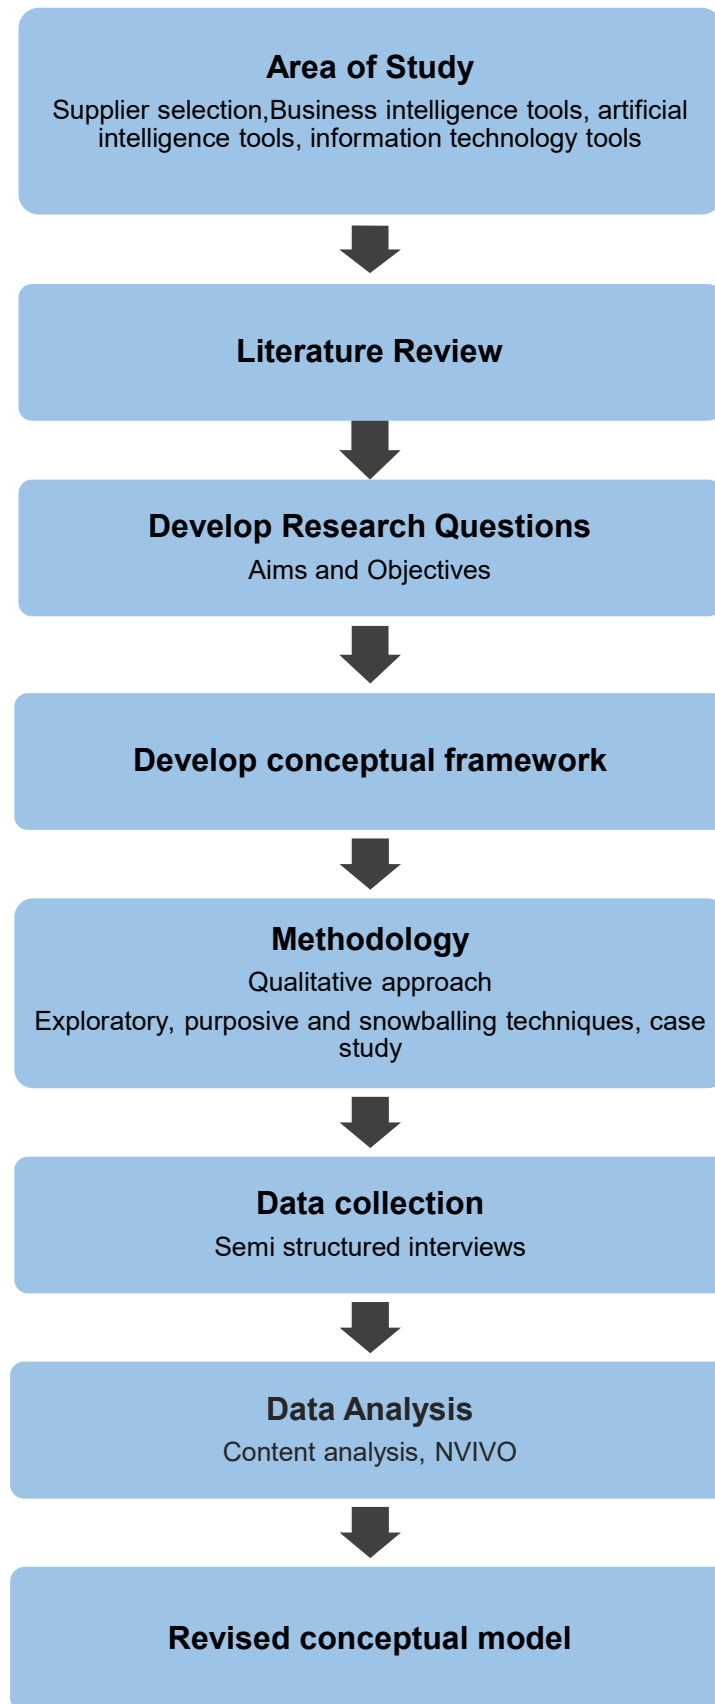 Area of Study
Supplier selection,Business intelligence tools, artificial
intelligence tools, information technology tools
Literature Review
Develop Research Questions
Aims and Objectives
Develop conceptual framework
Methodology
Qualitative approach
Exploratory, purposive and snowballing techniques, case
study
Data collection
Semi structured interviews
Data Analysis
Content analysis, NVIVO
Revised conceptual model